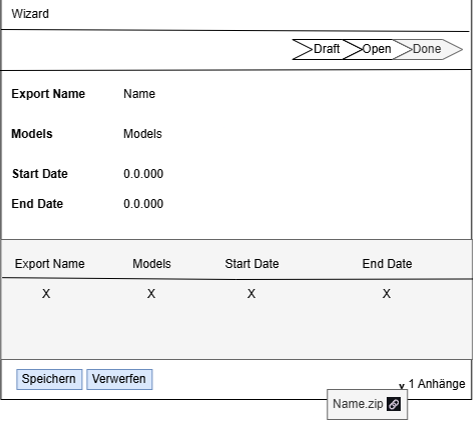 Wizard
Draft Open Done
Export Name Name
Models Models
Start Date 0.0.000
End Date 0.0.000
Export Name Models Start Date End Date
X X X X
Speichern Verwerfen
v 1 Anhänge
Name.zip